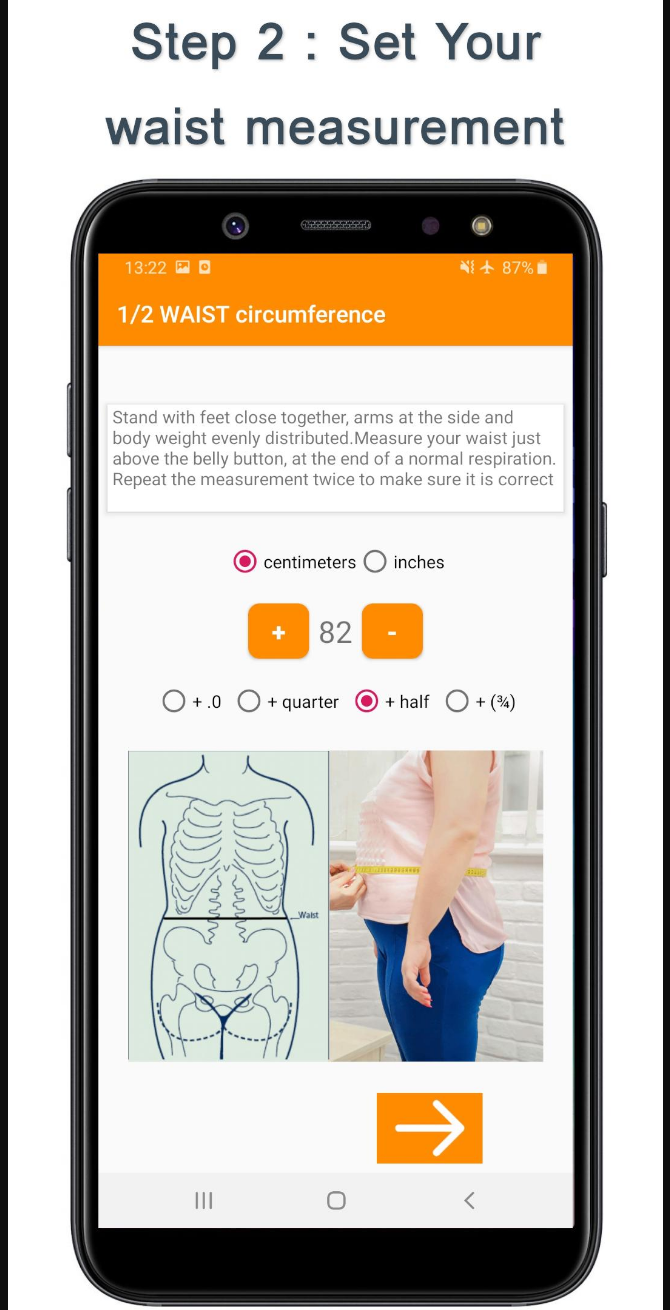 Step 2 : Set Your
waist measurement
13:22
87%
1/2 WAIST circumference
Stand with feet close together, arms at the side and
body weight evenly distributed.Measure your waist just
above the belly button, at the end of a normal respiration.
Repeat the measurement twice to make sure it is correct
centimeters inches
+ 82 -
+ .0 + quarter + half + (¾)
Waist